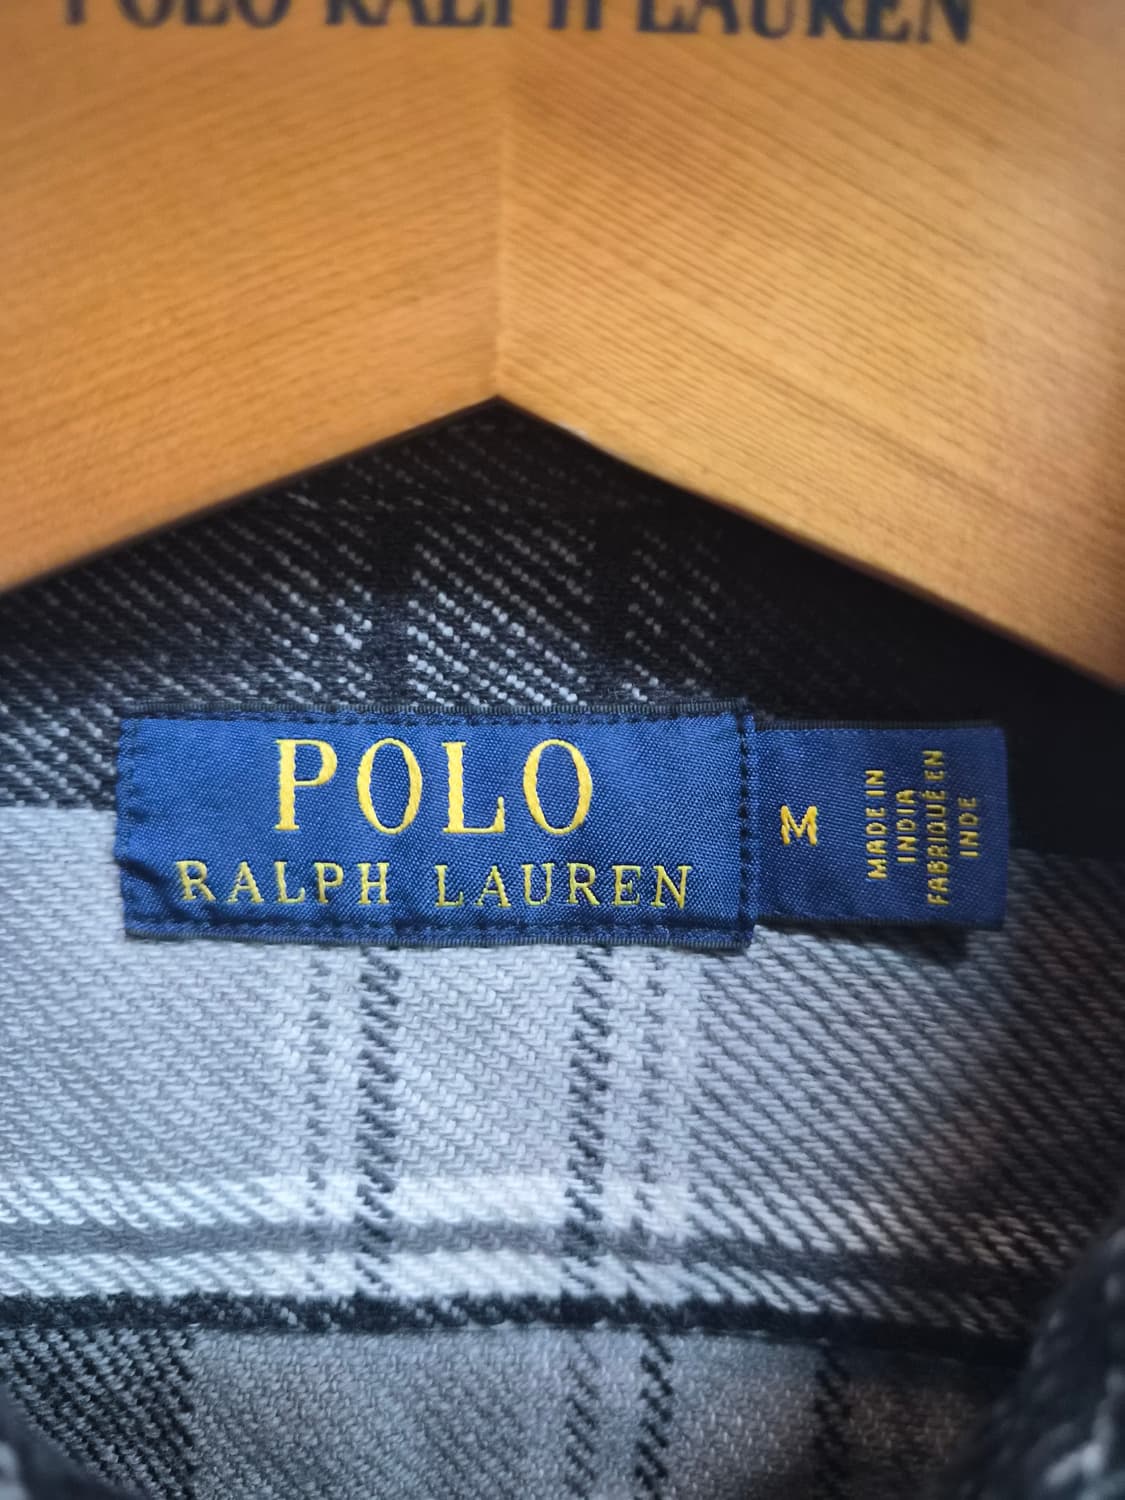 POLO RALPH LAUREN
POLO
RALPH LAUREN
M
MADE IN
INDIA
FABRIQUÉ EN
INDE